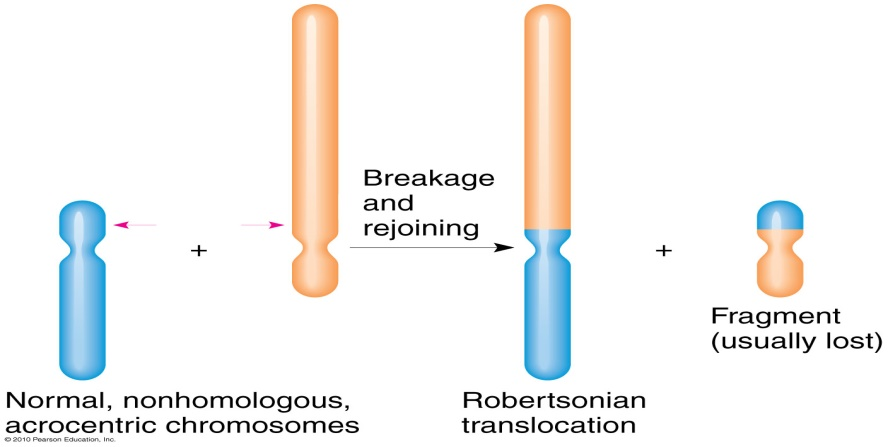 Breakage
and
rejoining
+
+
Fragment
(usually lost)
Normal, nonhomologous,
acrocentric chromosomes
Robertsonian
translocation
© 2010 Pearson Education, Inc.